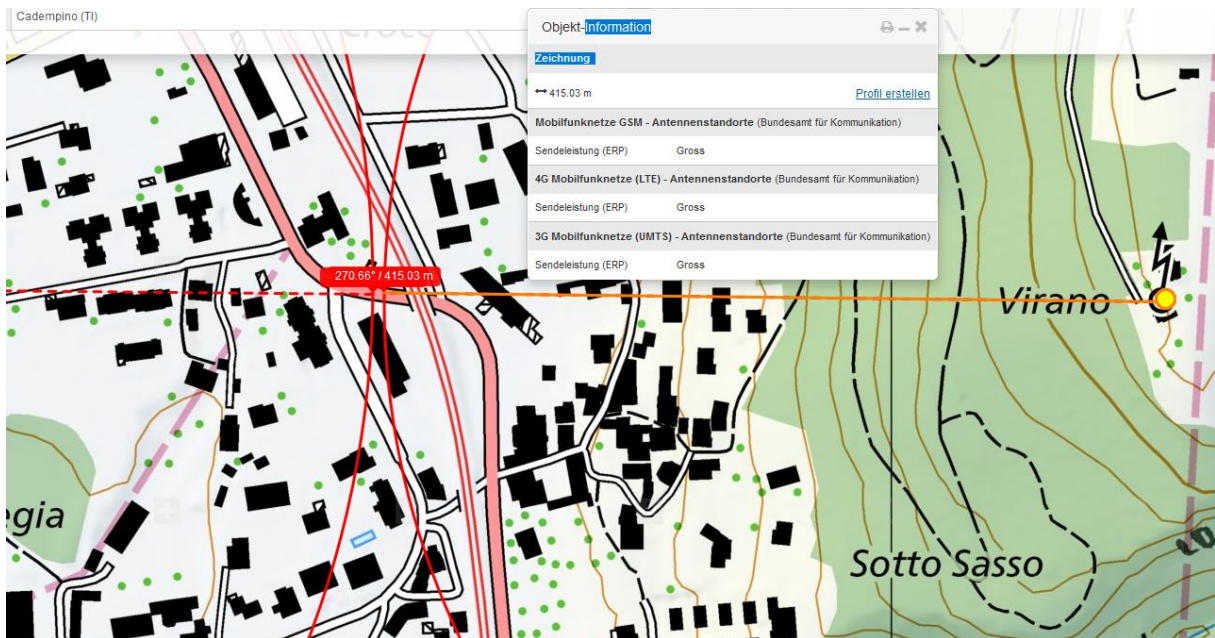 Cadempino (TI)
Objekt-Information
Zeichnung
415.03 m
Profil erstellen
Mobilfunknetze GSM - Antennenstandorte (Bundesamt für Kommunikation)
Sendeleistung (ERP) Gross
4G Mobilfunknetze (LTE) - Antennenstandorte (Bundesamt für Kommunikation)
Sendeleistung (ERP) Gross
3G Mobilfunknetze (UMTS) - Antennenstandorte (Bundesamt für Kommunikation)
Sendeleistung (ERP) Gross
270.66° / 415.03 m
Virano
egia
Sotto Sasso